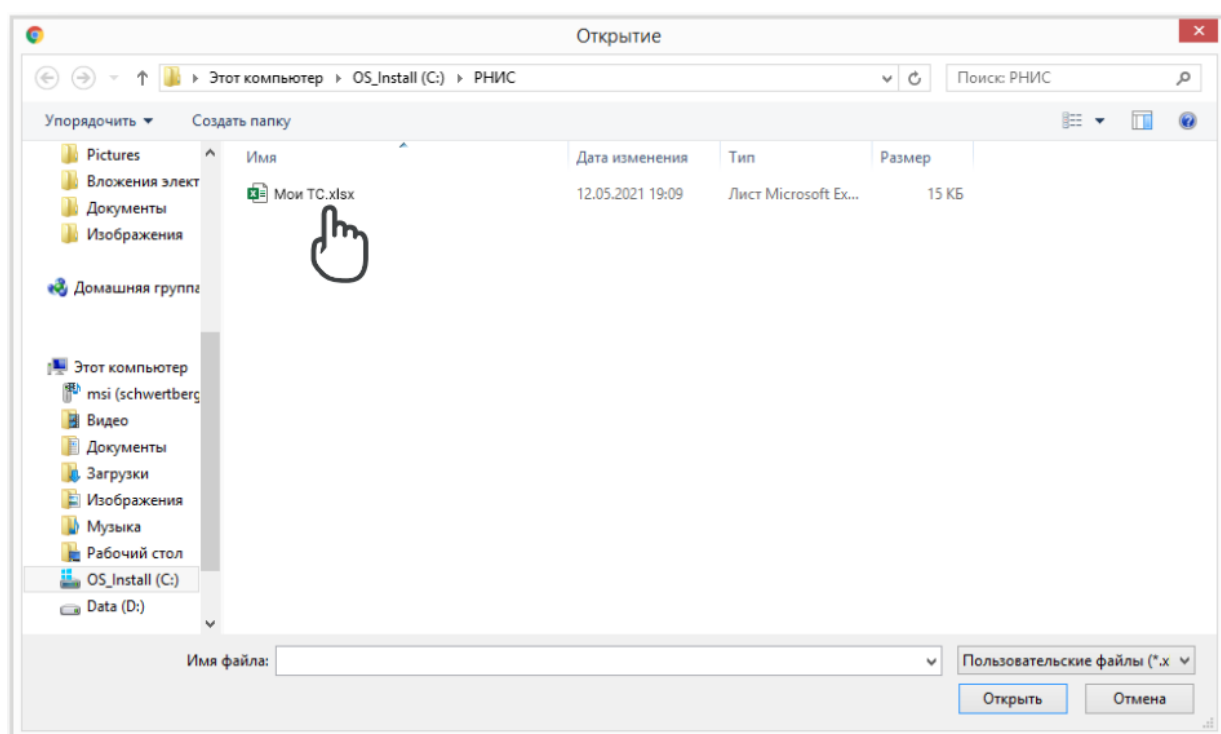 Открытие
Этот компьютер OS_Install (C:) РНИС
Поиск: РНИС
Упорядочить Создать папку
Имя Дата изменения Тип Размер
Мои ТС.xlsx 12.05.2021 19:09 Лист Microsoft Ex... 15 КБ
Pictures
Вложения элект
Документы
Изображения
Домашняя группа
Этот компьютер
msi (schwertberg
Видео
Документы
Загрузки
Изображения
Музыка
Рабочий стол
OS_Install (C:)
Data (D:)
Имя файла:
Пользовательские файлы (*.x
Открыть Отмена